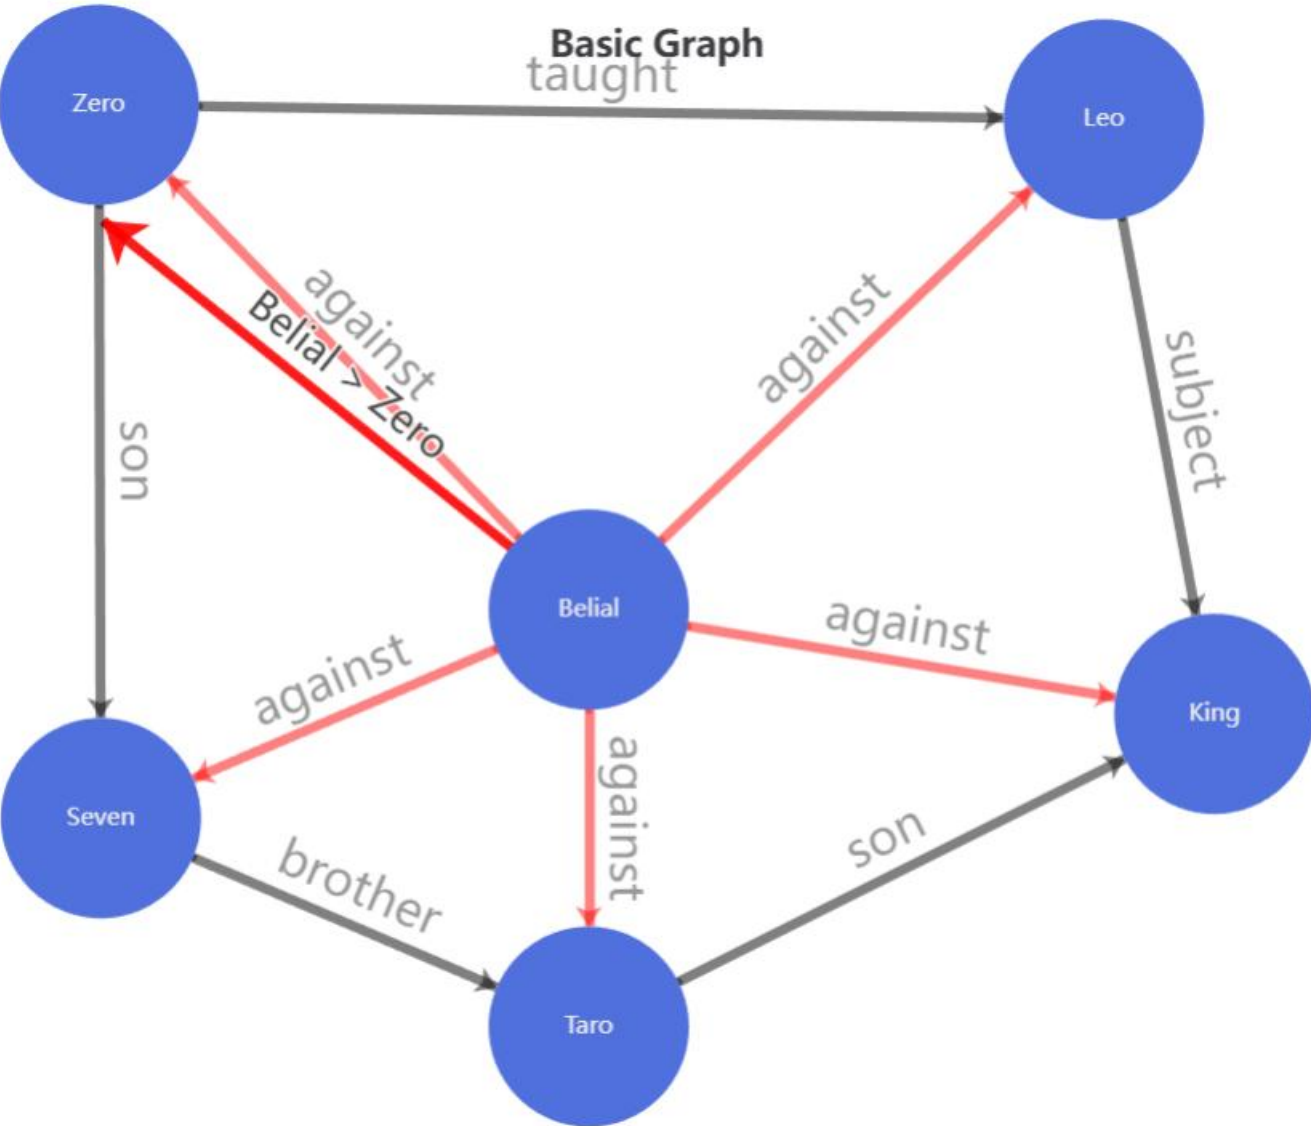 Basic Graph
taught
Zero
Leo
against
Belial > Zero
against
subject
son
Belial
against
against
King
against
Seven
brother
son
Taro